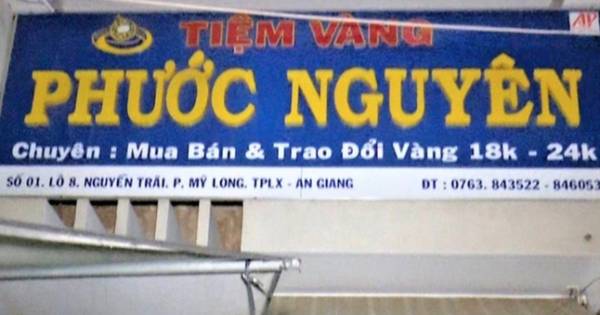 TIỆM VÀNG
PHƯỚC NGUYÊN
Chuyên : Mua Bán & Trao Đổi Vàng 18k - 24k
SỐ 01. LÔ 8. NGUYỄN TRÃI. P. MỸ LONG. TPLX - AN GIANG ĐT : 0763. 843522 - 846053